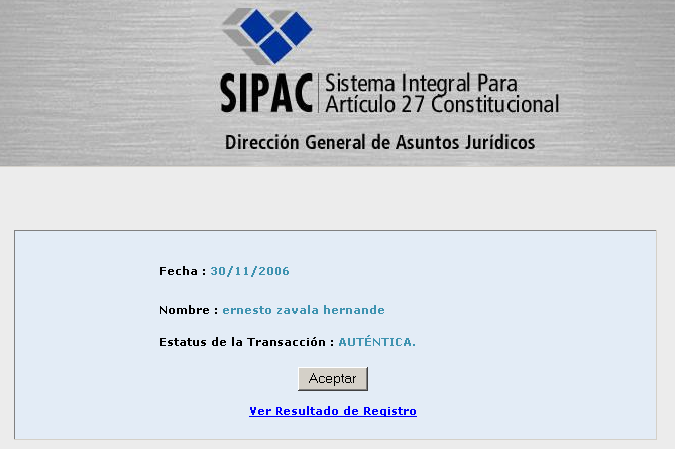 SIPAC
Sistema Integral Para
Artículo 27 Constitucional
Dirección General de Asuntos Jurídicos
Fecha : 30/11/2006
Nombre : ernesto zavala hernande
Estatus de la Transacción : AUTÉNTICA.
Aceptar
Ver Resultado de Registro